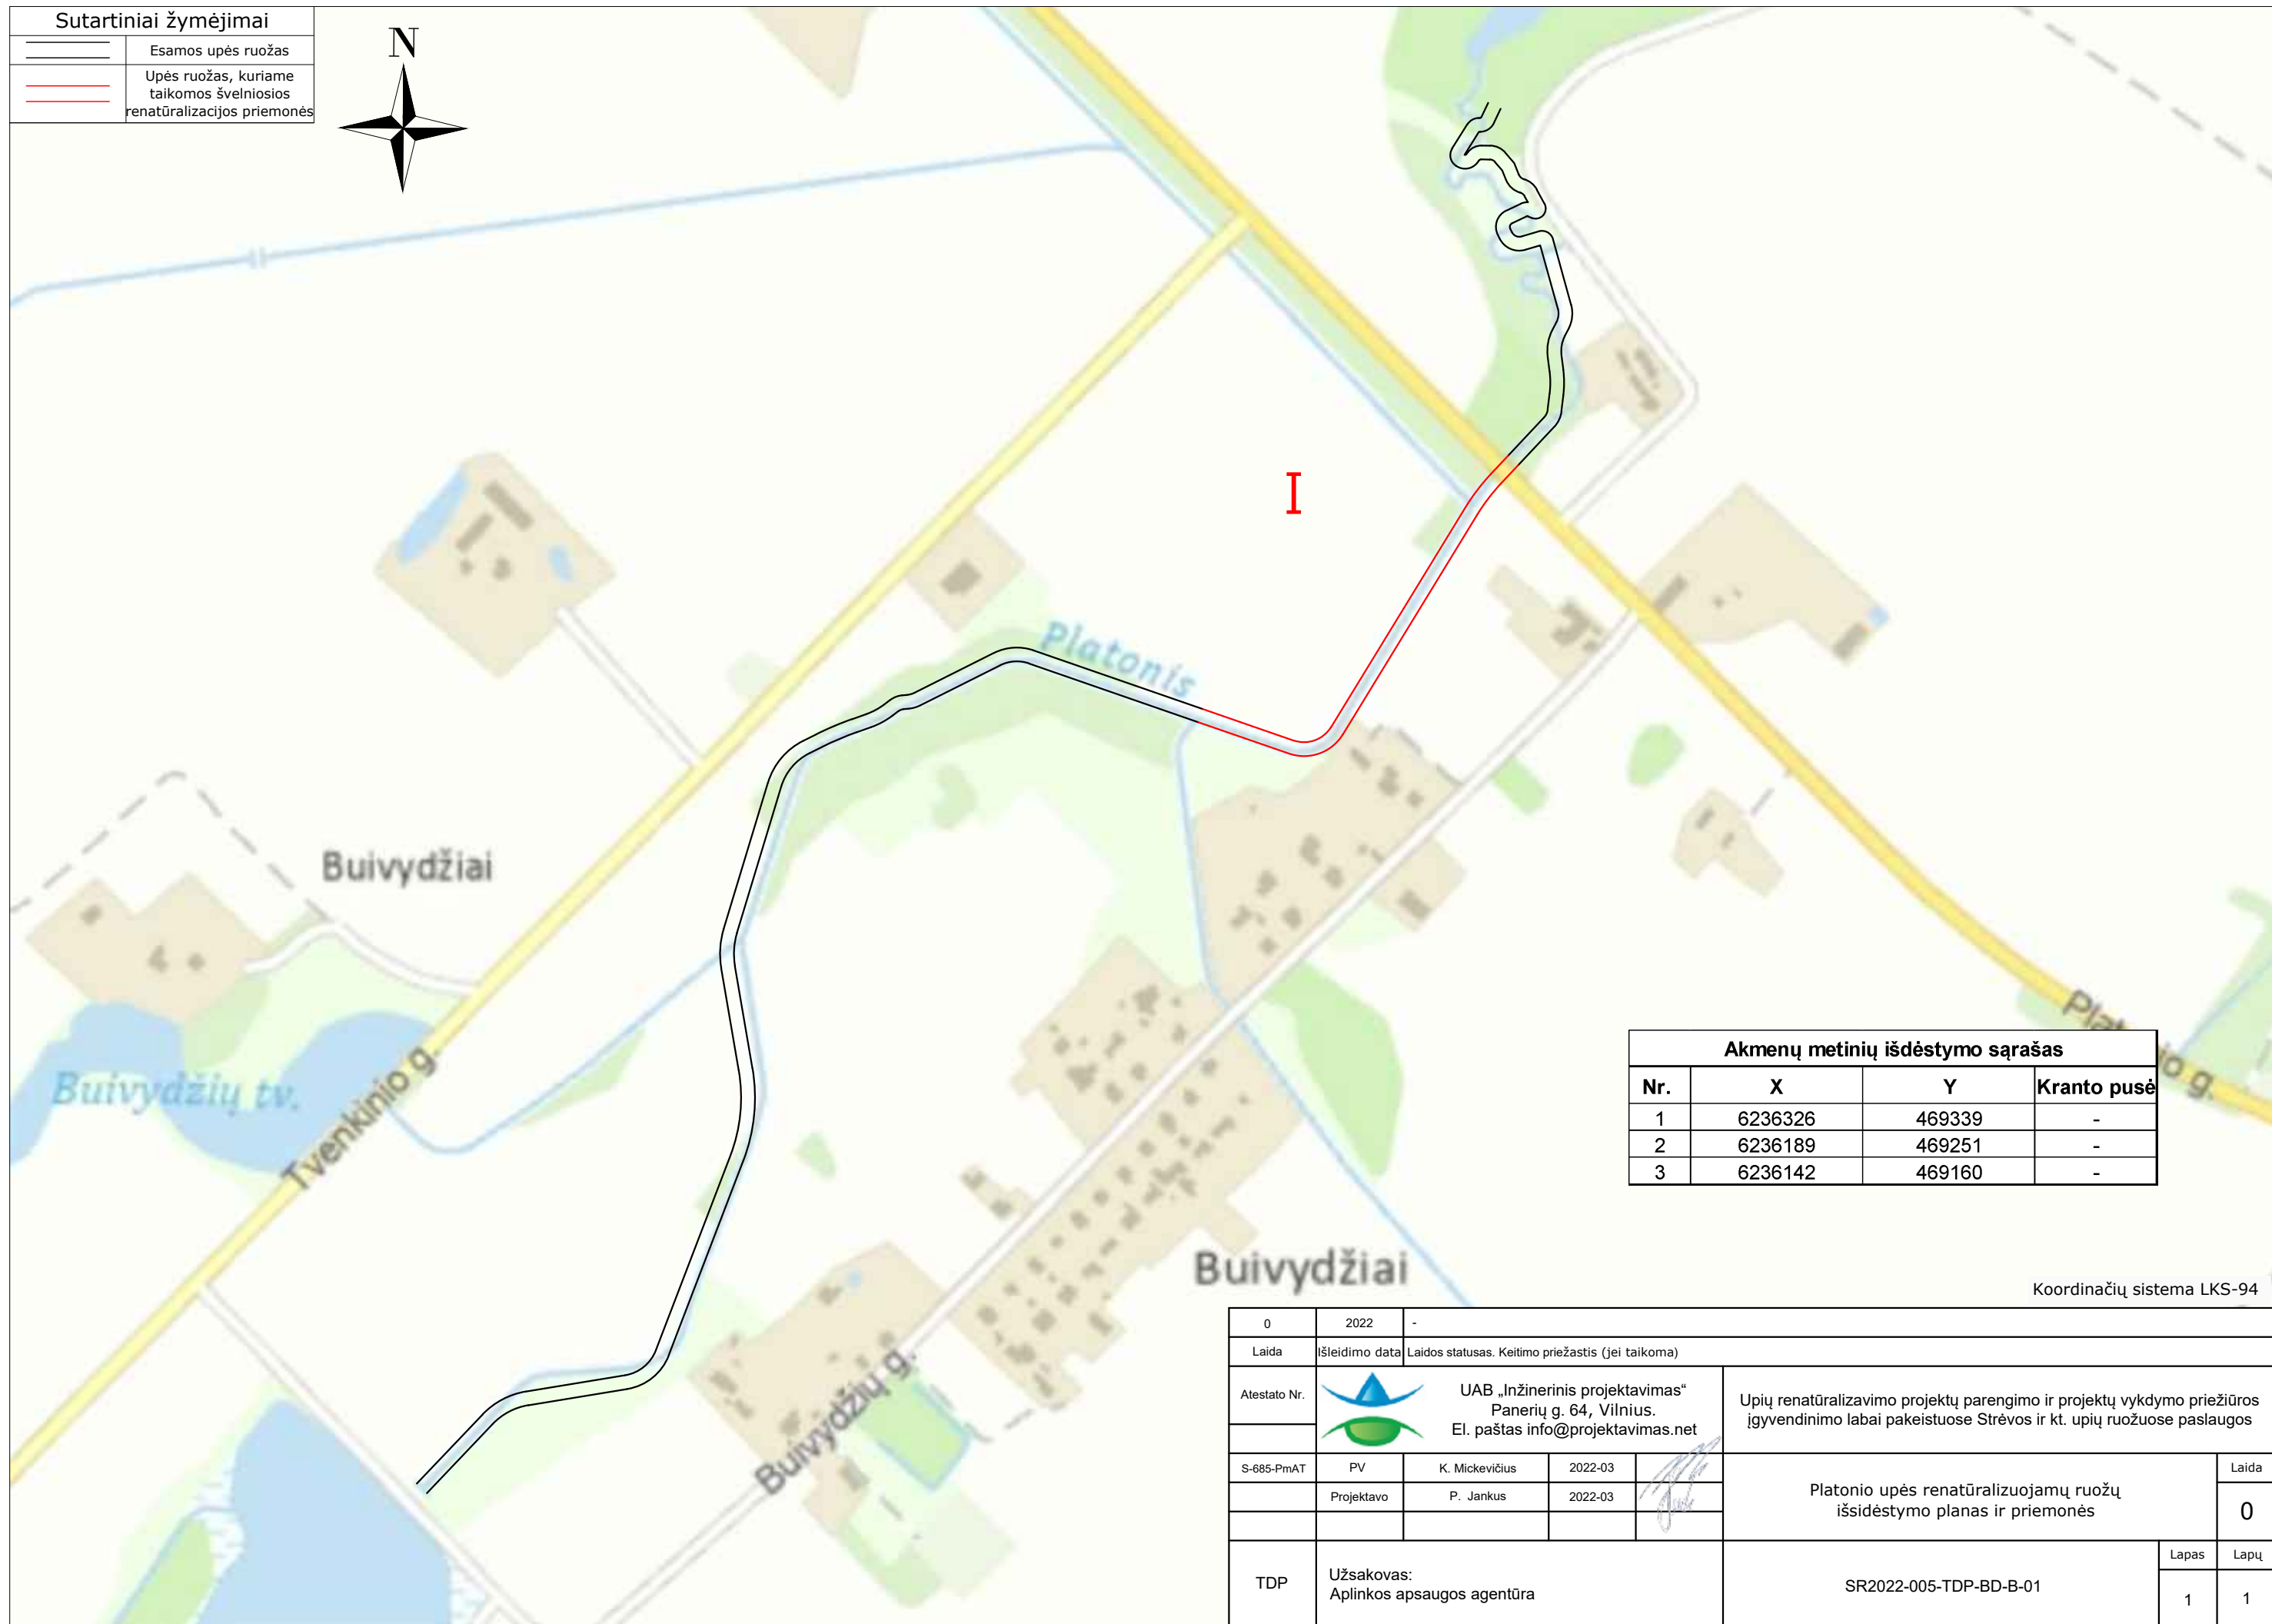 Sutartiniai žymėjimai
Esamos upės ruožas
Upės ruožas, kuriame
taikomos švelniosios
renatūralizacijos priemonės
N
I
Platonis
Buivydžiai
Buivydžių tv.
Tvenkinio g.
Buivydžiai
Buivydžių g.
io g.
Akmenų metinių išdėstymo sąrašas
Nr. X Y Kranto pusė
1 6236326 469339 -
2 6236189 469251 -
3 6236142 469160 -
Koordinačių sistema LKS-94
0 2022 -
Laida Išleidimo data Laidos statusas. Keitimo priežastis (jei taikoma)
Atestato Nr.
UAB „Inžinerinis projektavimas“
Panerių g. 64, Vilnius.
El. paštas info@projektavimas.net
Upių renatūralizavimo projektų parengimo ir projektų vykdymo priežiūros
įgyvendinimo labai pakeistuose Strėvos ir kt. upių ruožuose paslaugos
S-685-PmAT PV K. Mickevičius 2022-03
Projektavo P. Jankus 2022-03
Platonio upės renatūralizuojamų ruožų
išsidėstymo planas ir priemonės
Laida
0
TDP
Užsakovas:
Aplinkos apsaugos agentūra
SR2022-005-TDP-BD-B-01
Lapas Lapų
1 1